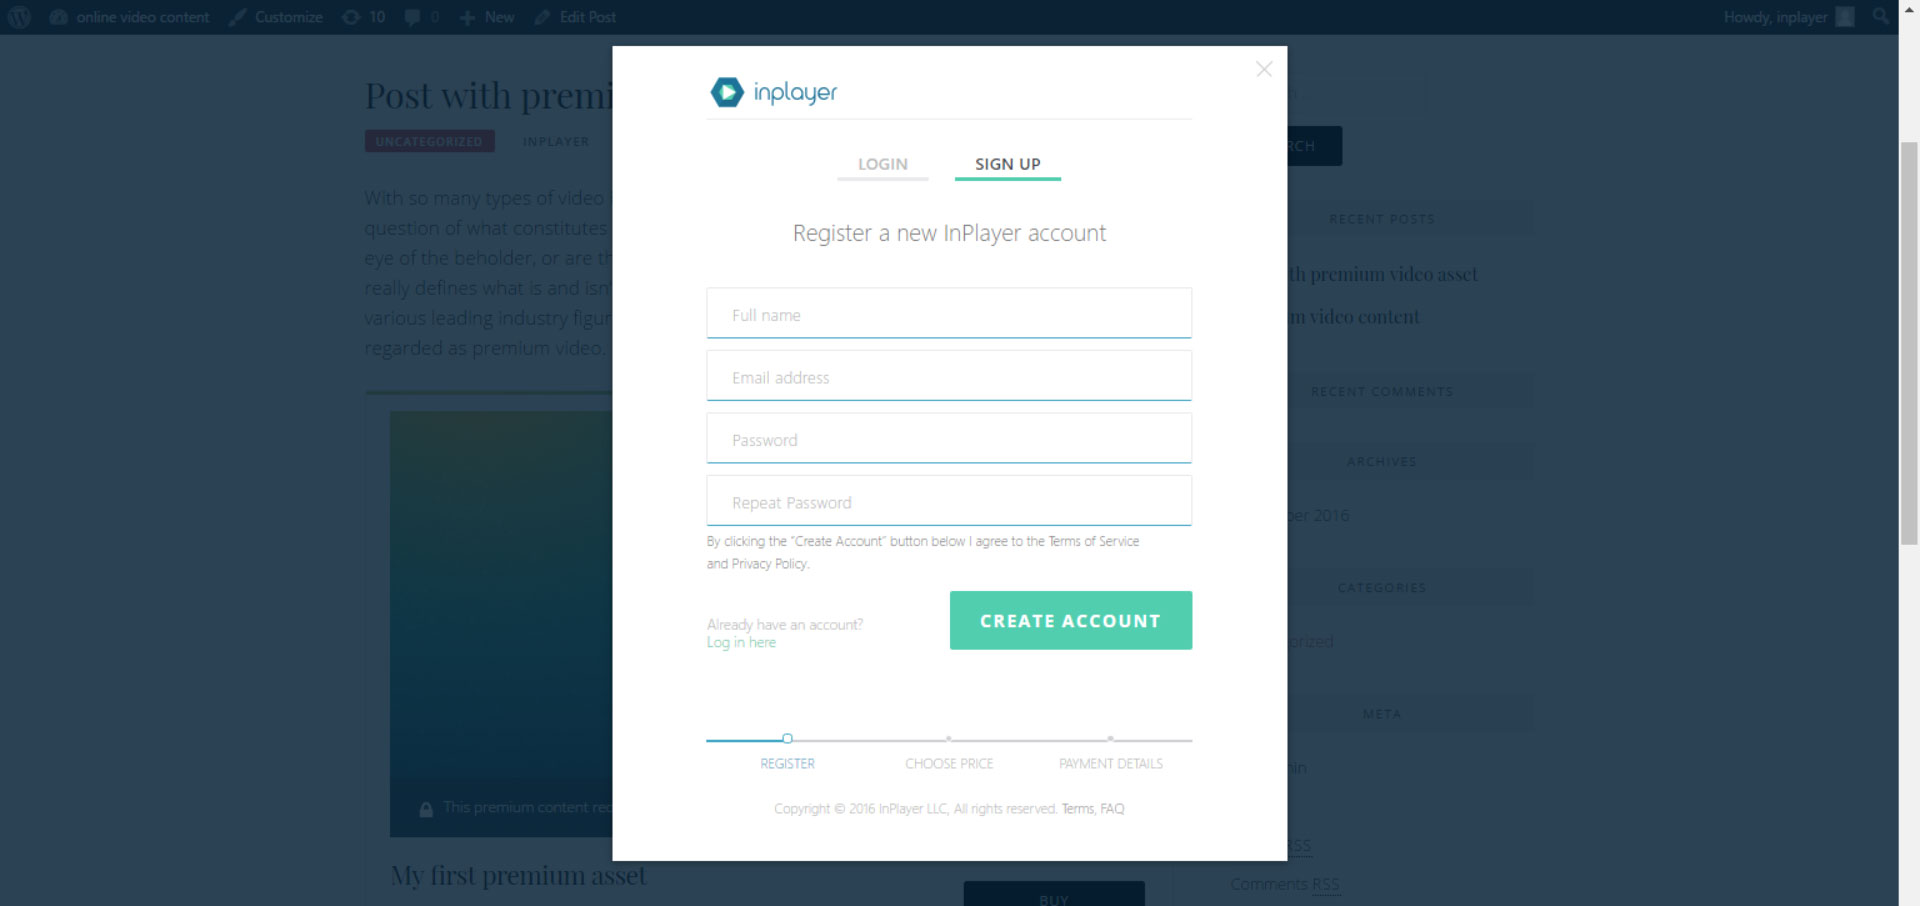 online video content Customize 10 0 New Edit Post Howdy, inplayer
Post with premi
UNCATEGORIZED INPLAYER
With so many types of video
question of what constitutes
eye of the beholder, or are th
really defines what is and isn'
various leading industry figur
regarded as premium video.
This premium content rec
My first premium asset
BUY
inplayer
LOGIN SIGN UP
Register a new InPlayer account
Full name
Email address
Password
Repeat Password
By clicking the "Create Account" button below I agree to the Terms of Service
and Privacy Policy.
Already have an account?
Log in here
CREATE ACCOUNT
REGISTER CHOOSE PRICE PAYMENT DETAILS
Copyright © 2016 InPlayer LLC, All rights reserved. Terms, FAQ
RCH
RECENT POSTS
th premium video asset
m video content
RECENT COMMENTS
ARCHIVES
ber 2016
CATEGORIES
orized
META
min
RSS
Comments RSS